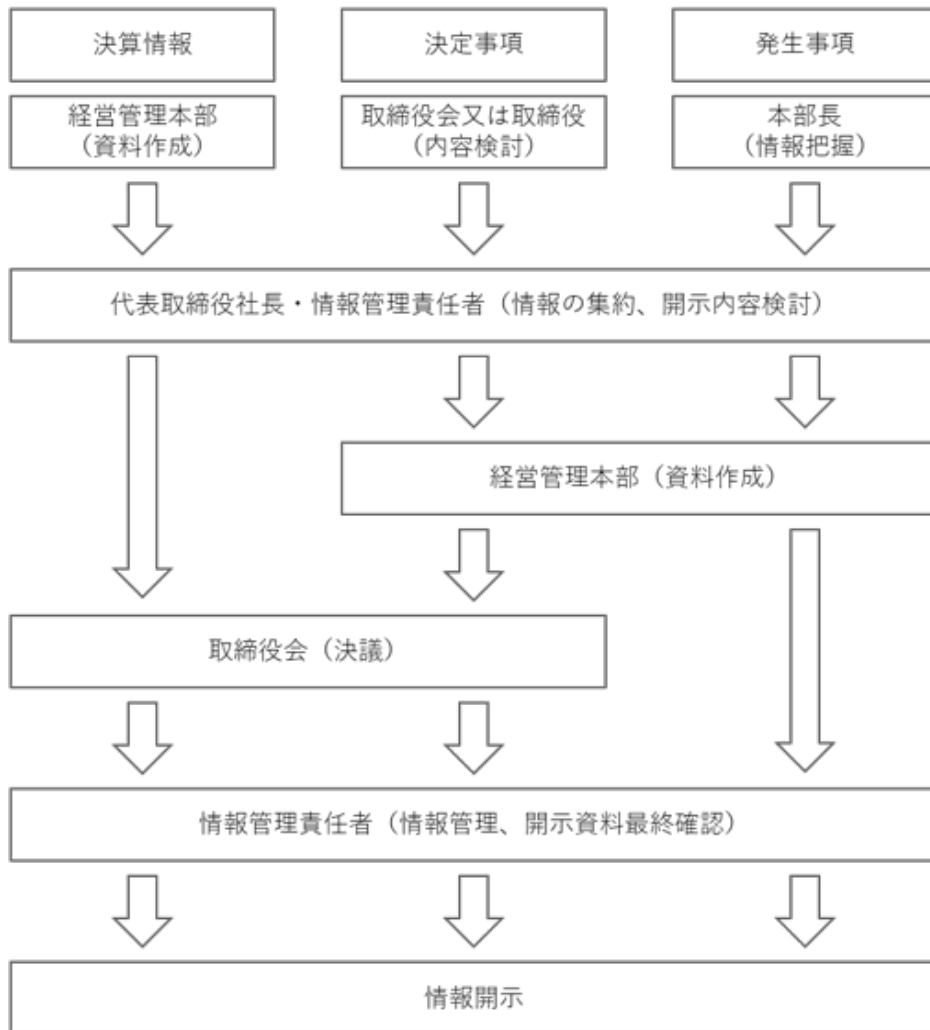 決算情報
決定事項
発生事項
経営管理本部
（資料作成）
取締役会又は取締役
（内容検討）
本部長
（情報把握）
代表取締役社長・情報管理責任者（情報の集約、開示内容検討）
経営管理本部（資料作成）
取締役会（決議）
情報管理責任者（情報管理、開示資料最終確認）
情報開示